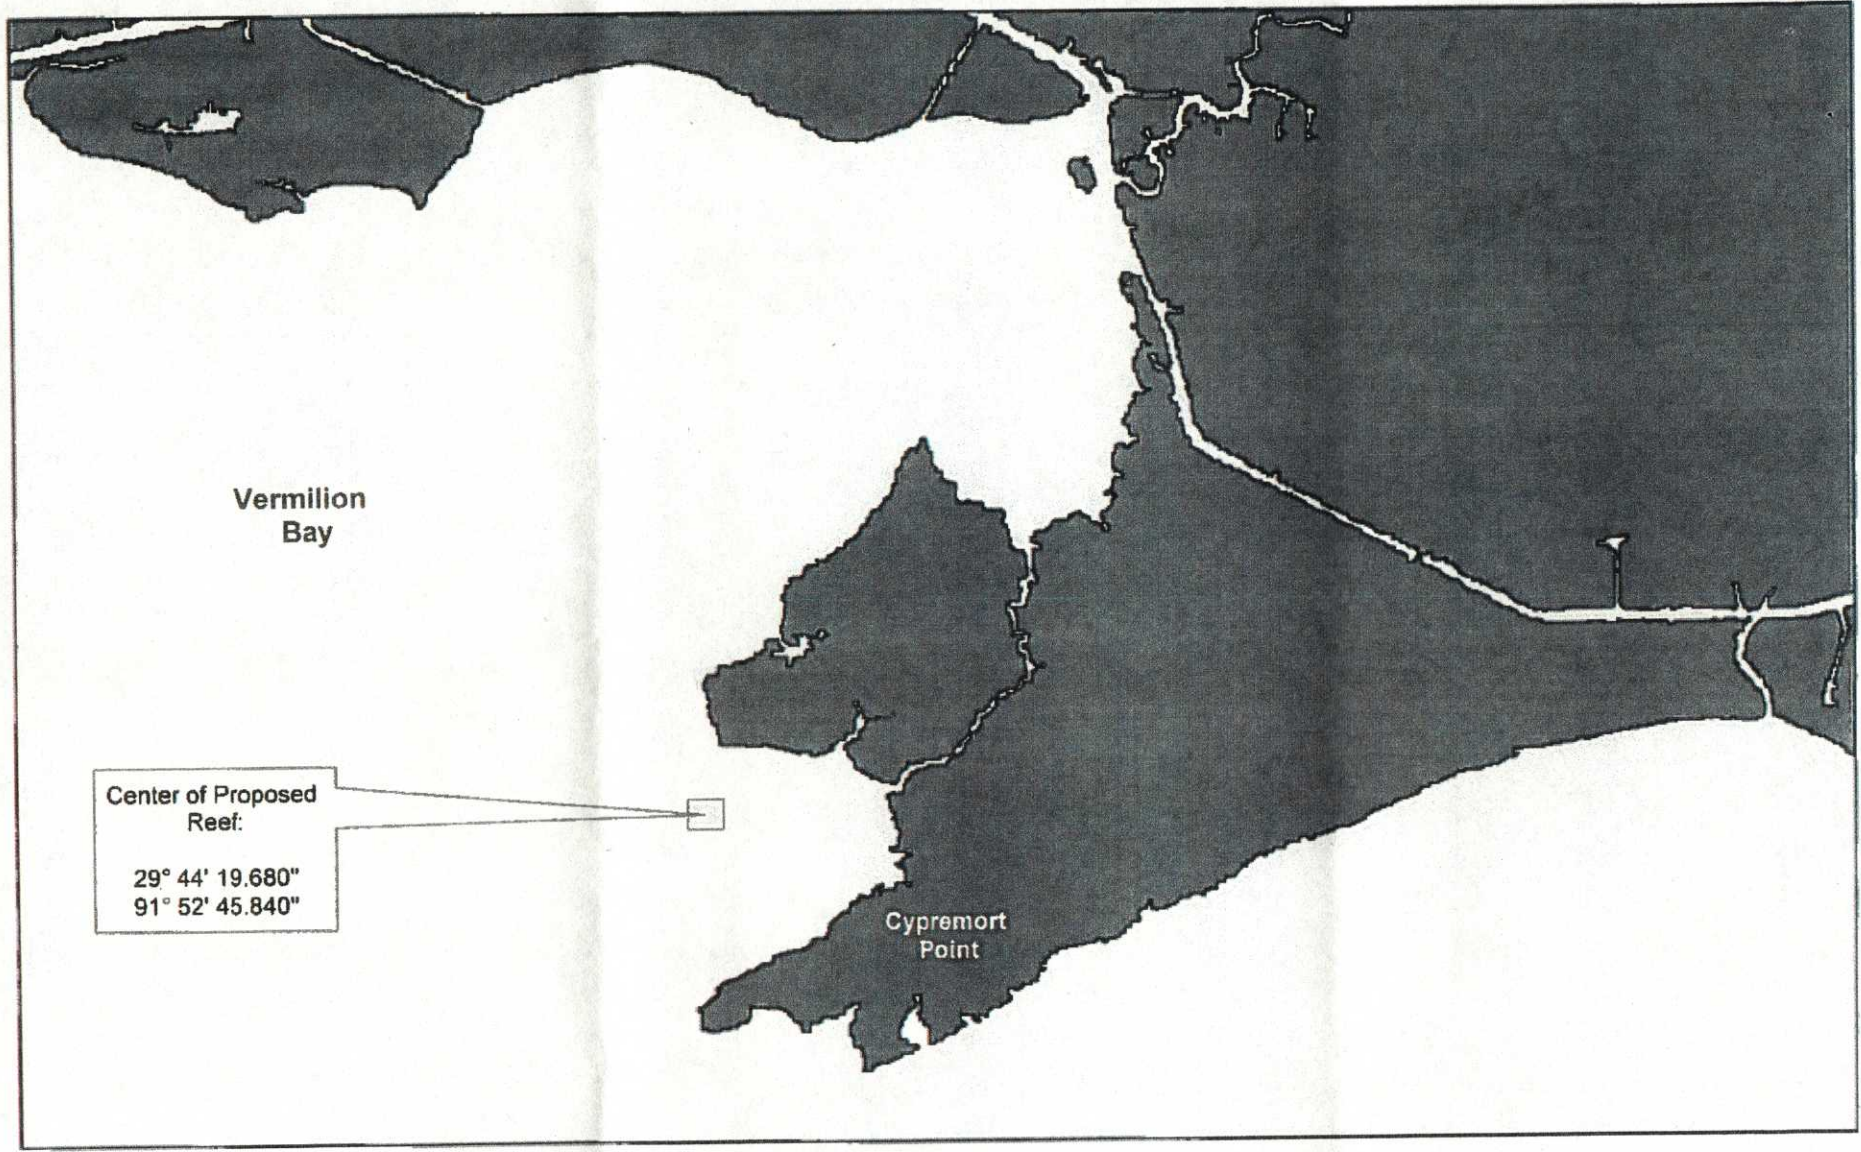 Vermilion
Bay
Center of Proposed
Reef:
29° 44' 19.680"
91° 52' 45.840"
Cypremort
Point